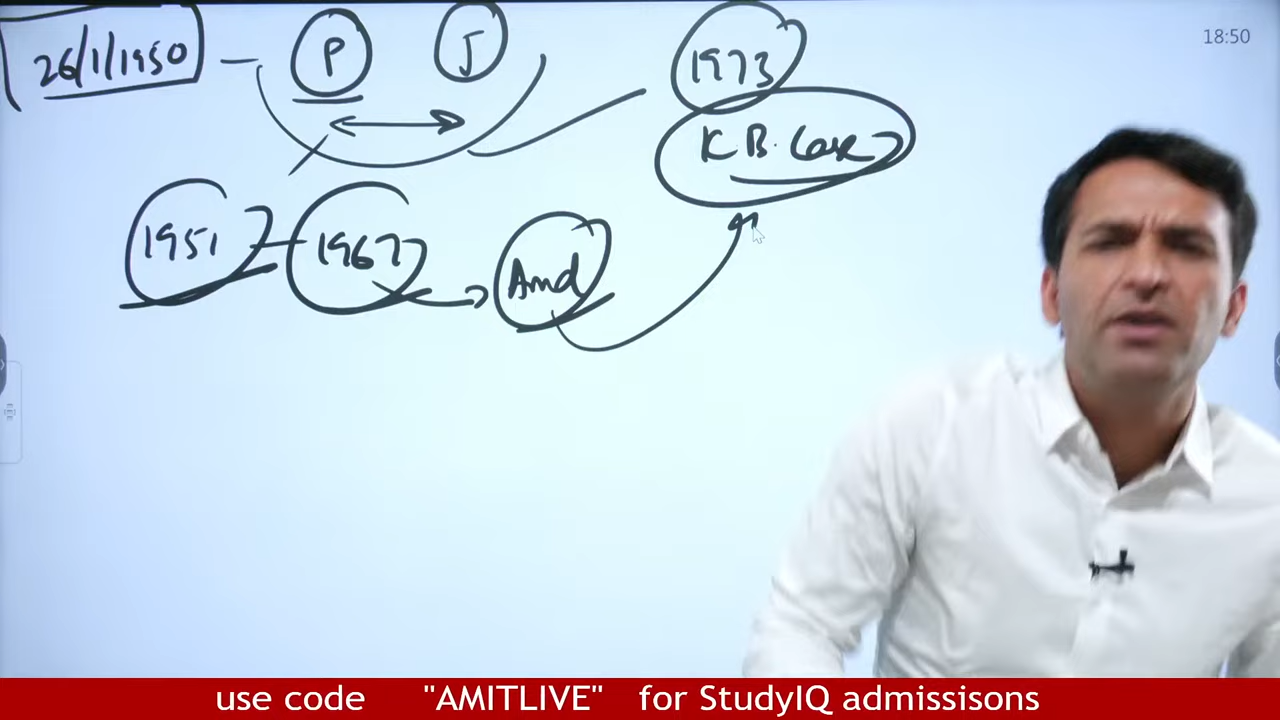 26/1/1950 - P J
1973
18:50
K B. Case
1951 - 1967 → Amd
use code "AMITLIVE" for StudyIQ admissisons